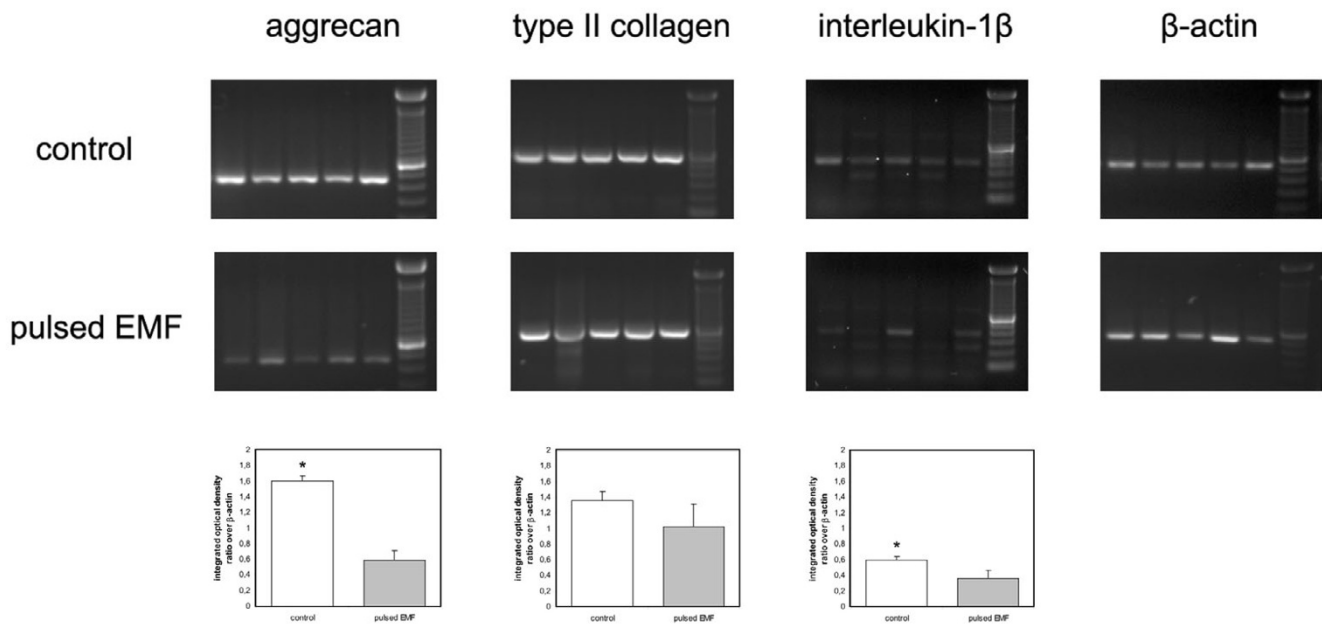 aggrecan
type II collagen
interleukin-1β
β-actin
control
pulsed EMF
integrated optical density
ratio over β-actin
2
1,8
1,6
1,4
1,2
1
0,8
0,6
0,4
0,2
0
*
control
pulsed EMF
integrated optical density
ratio over β-actin
2
1,8
1,6
1,4
1,2
1
0,8
0,6
0,4
0,2
0
control
pulsed EMF
integrated optical density
ratio over β-actin
2
1,8
1,6
1,4
1,2
1
0,8
0,6
0,4
0,2
0
*
control
pulsed EMF